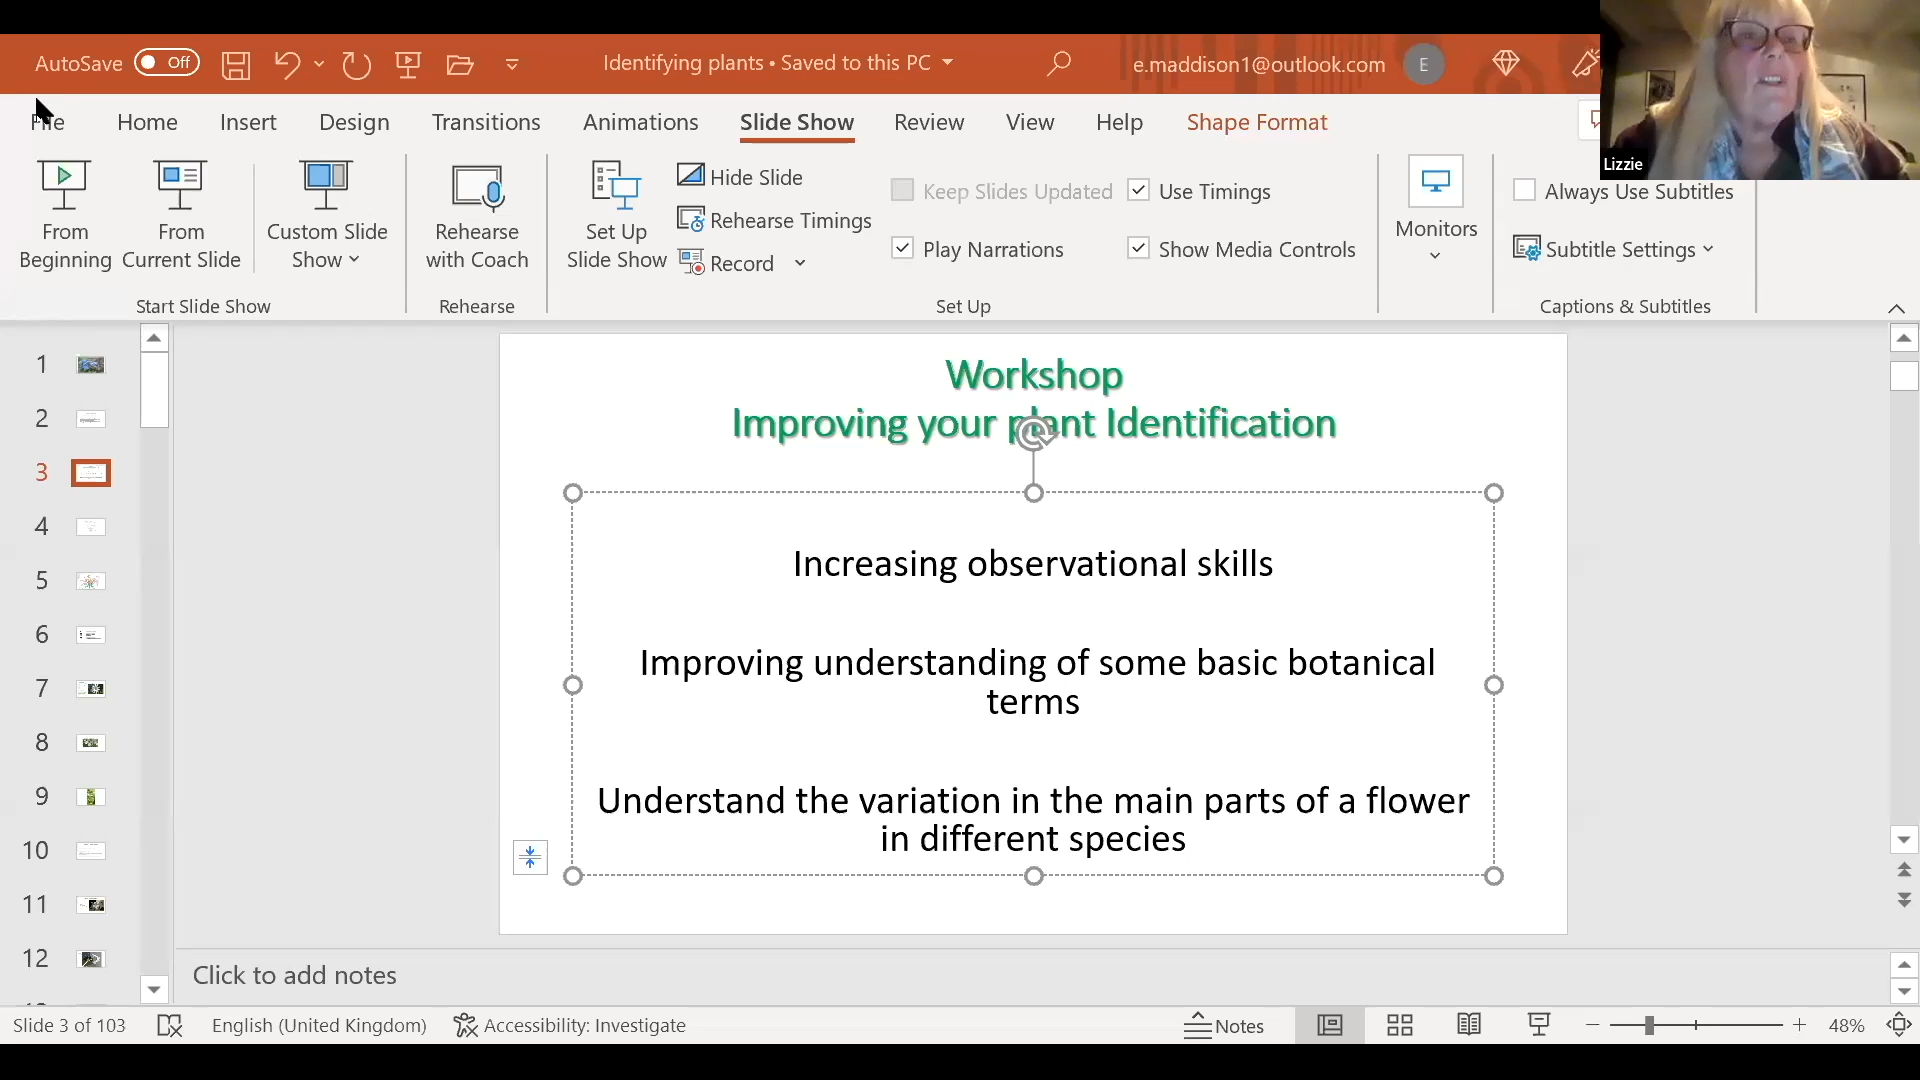 AutoSave Off Identifying plants • Saved to this PC e.maddison1@outlook.com E
Lizzie
File Home Insert Design Transitions Animations Slide Show Review View Help Shape Format
From Beginning
From Current Slide
Custom Slide Show
Start Slide Show
Rehearse with Coach
Rehearse
Set Up Slide Show
Hide Slide
Rehearse Timings
Record
Keep Slides Updated
Play Narrations
Use Timings
Show Media Controls
Set Up
Monitors
Always Use Subtitles
Subtitle Settings
Captions & Subtitles
1
2
3
4
5
6
7
8
9
10
11
12
Workshop
Improving your plant Identification
Increasing observational skills
Improving understanding of some basic botanical
terms
Understand the variation in the main parts of a flower
in different species
Click to add notes
Slide 3 of 103 English (United Kingdom) Accessibility: Investigate Notes 48%